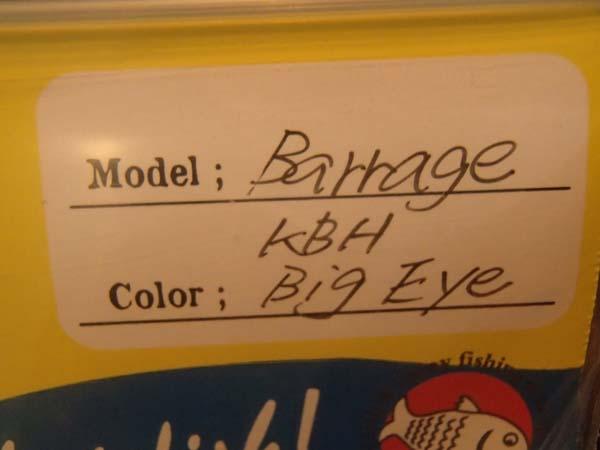 Model ; Barrage
KBH
Color ; Big Eye